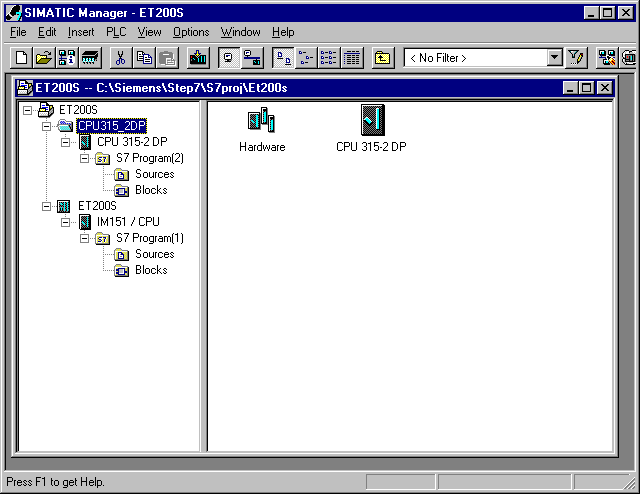 SIMATIC Manager - ET200S
File Edit Insert PLC View Options Window Help
< No Filter >
ET200S -- C:\Siemens\Step7\S7proj\Et200s
ET200S
CPU315_2DP
CPU 315-2 DP
S7 Program(2)
Sources
Blocks
ET200S
IM151 / CPU
S7 Program(1)
Sources
Blocks
Hardware
CPU 315-2 DP
Press F1 to get Help.